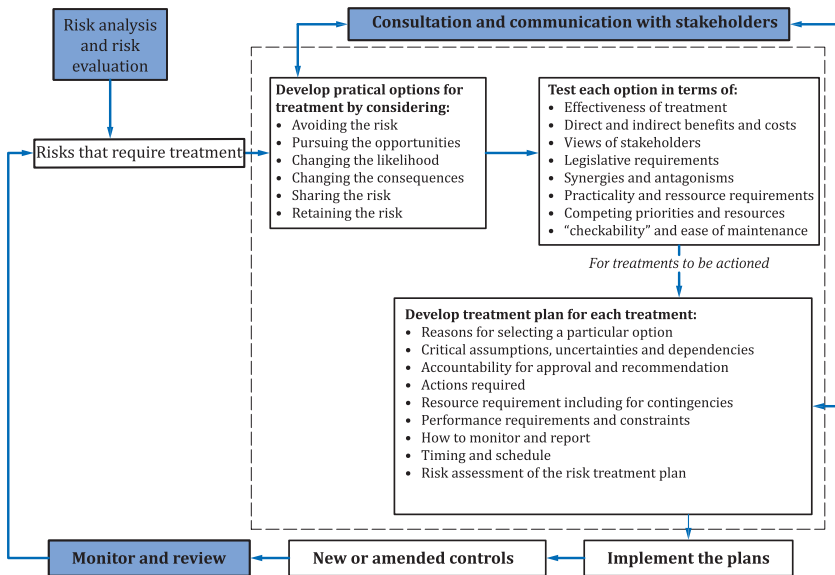 Risk analysis
and risk
evaluation
Consultation and communication with stakeholders
Risks that require treatment
Develop pratical options for
treatment by considering:
• Avoiding the risk
• Pursuing the opportunities
• Changing the likelihood
• Changing the consequences
• Sharing the risk
• Retaining the risk
Test each option in terms of:
• Effectiveness of treatment
• Direct and indirect benefits and costs
• Views of stakeholders
• Legislative requirements
• Synergies and antagonisms
• Practicality and ressource requirements
• Competing priorities and resources
• “checkability” and ease of maintenance
For treatments to be actioned
Develop treatment plan for each treatment:
• Reasons for selecting a particular option
• Critical assumptions, uncertainties and dependencies
• Accountability for approval and recommendation
• Actions required
• Resource requirement including for contingencies
• Performance requirements and constraints
• How to monitor and report
• Timing and schedule
• Risk assessment of the risk treatment plan
Monitor and review
New or amended controls
Implement the plans